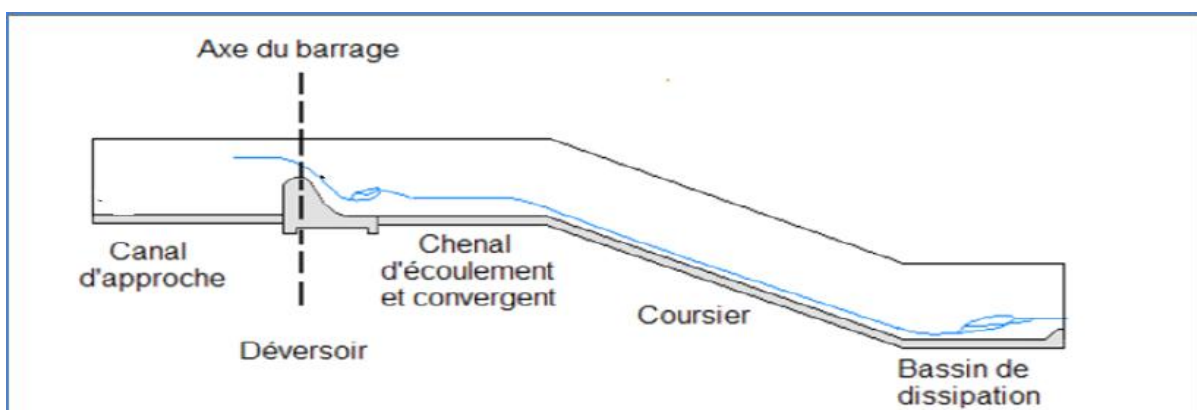 Axe du barrage
Canal
d'approche
Déversoir
Chenal
d'écoulement
et convergent
Coursier
Bassin de
dissipation